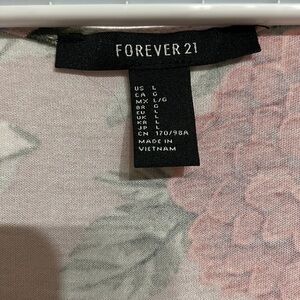 FOREVER 21
US L
CA G
MX L/G
BR G
EU L
UK L
KR L
JP L
CN 170/98A
MADE IN
VIETNAM